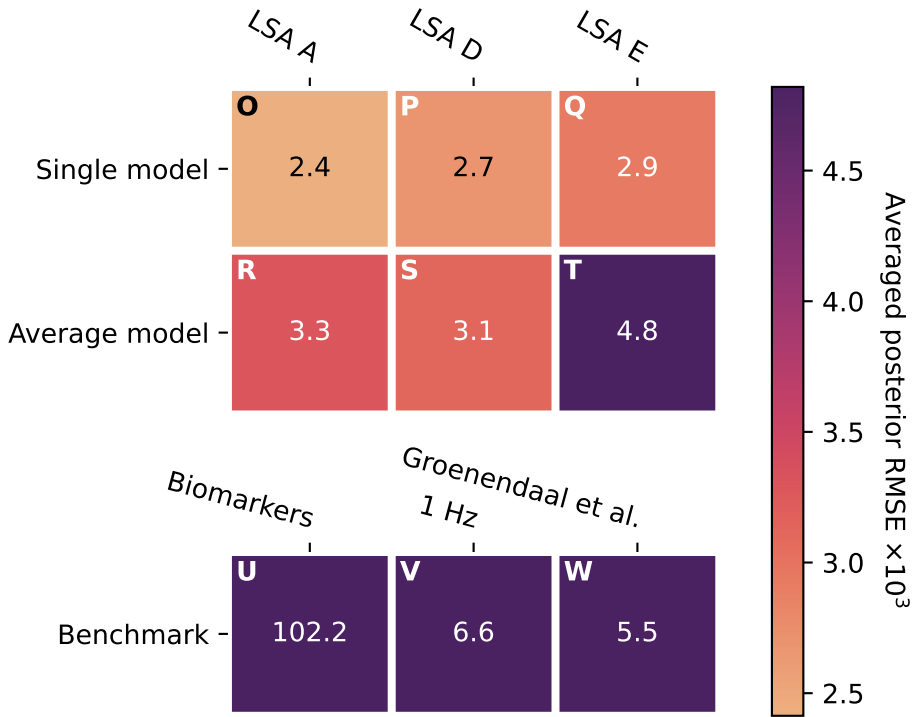 LSA A LSA D LSA E
O P Q
Single model 2.4 2.7 2.9
R S T
Average model 3.3 3.1 4.8
Biomarkers 1 Hz Groenendaal et al.
U V W
Benchmark 102.2 6.6 5.5
4.5
4.0
3.5
3.0
2.5
Averaged posterior RMSE ×10³